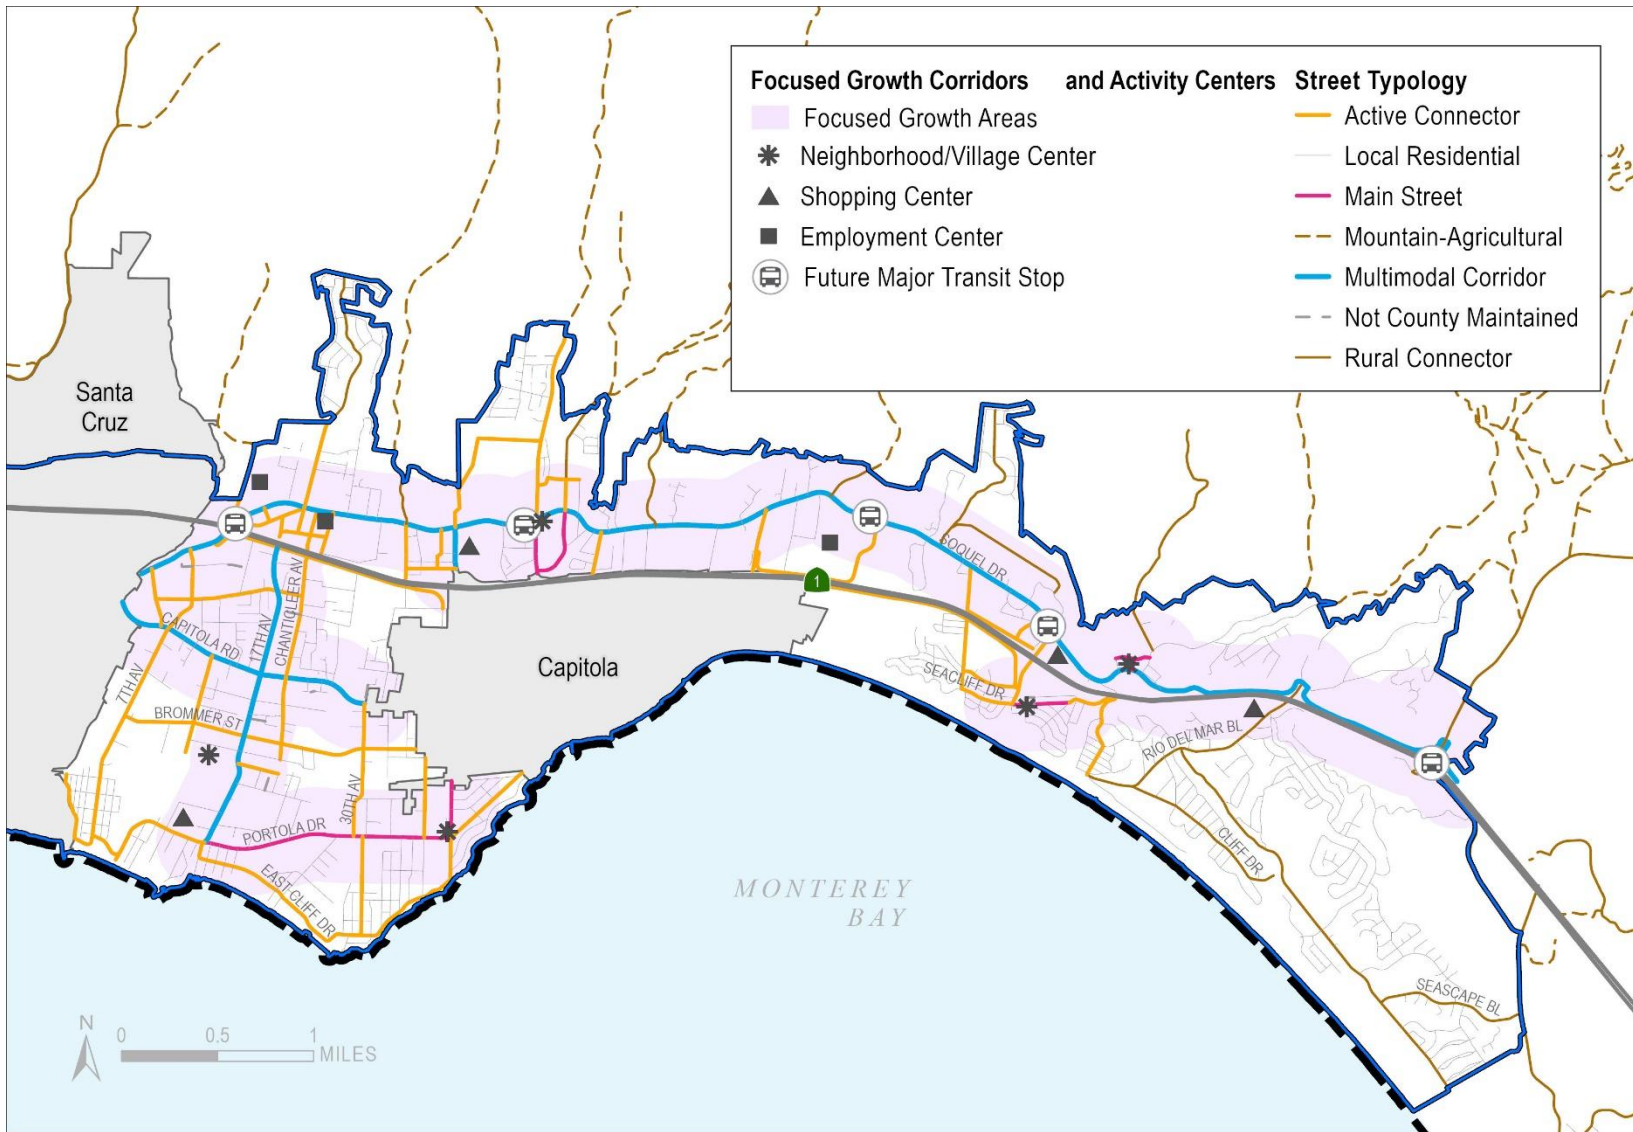 Focused Growth Corridors and Activity Centers
Focused Growth Areas
Neighborhood/Village Center
Shopping Center
Employment Center
Future Major Transit Stop
Street Typology
Active Connector
Local Residential
Main Street
Mountain-Agricultural
Multimodal Corridor
Not County Maintained
Rural Connector
Santa
Cruz
Capitola
1
SOQUEL DR
CAPITOLA RD
17TH AV
CHANTICLEER AV
7TH AV
BROMMER ST
30TH AV
PORTOLA DR
EAST CLIFF DR
SEACLIFF DR
RIO DEL MAR BL
CLIFF DR
SEASCAPE BL
MONTEREY
BAY
N
0 0.5 1
MILES